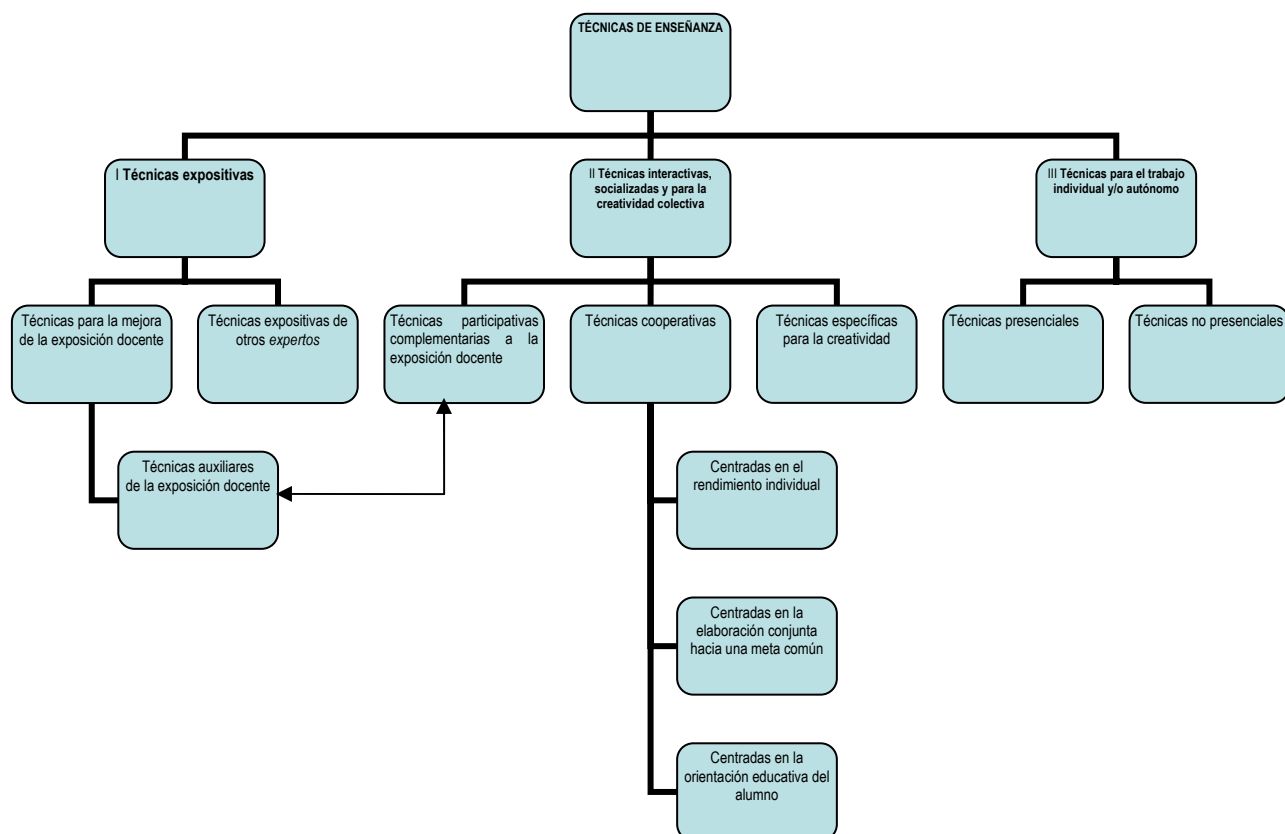 TÉCNICAS DE ENSEÑANZA
I Técnicas expositivas
II Técnicas interactivas,
socializadas y para la
creatividad colectiva
III Técnicas para el trabajo
individual y/o autónomo
Técnicas para la mejora
de la exposición docente
Técnicas expositivas de
otros expertos
Técnicas participativas
complementarias a la
exposición docente
Técnicas cooperativas
Técnicas específicas
para la creatividad
Técnicas presenciales
Técnicas no presenciales
Técnicas auxiliares
de la exposición docente
Centradas en el
rendimiento individual
Centradas en la
elaboración conjunta
hacia una meta común
Centradas en la
orientación educativa del
alumno